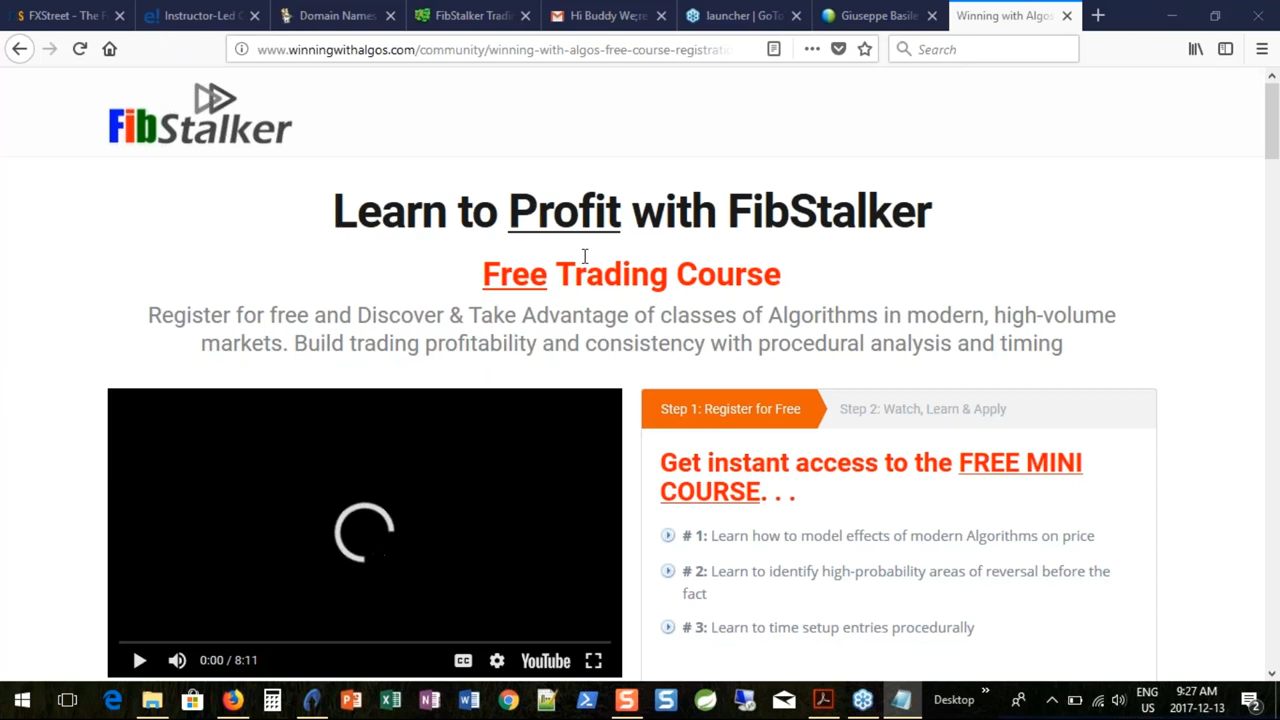 FXStreet - The F
Instructor-Led C
Domain Names
FibStalker Tradi
Hi Buddy We;re
launcher | GoTo
Giuseppe Basile
Winning with Algos
www.winningwithalgos.com/community/winning-with-algos-free-course-registratio
Search
FibStalker
Learn to Profit with FibStalker
Free Trading Course
Register for free and Discover & Take Advantage of classes of Algorithms in modern, high-volume
markets. Build trading profitability and consistency with procedural analysis and timing
Step 1: Register for Free
Step 2: Watch, Learn & Apply
Get instant access to the FREE MINI
COURSE. . .
# 1: Learn how to model effects of modern Algorithms on price
# 2: Learn to identify high-probability areas of reversal before the
fact
# 3: Learn to time setup entries procedurally
0:00 / 8:11
CC
YouTube
Desktop
ENG
US
9:27 AM
2017-12-13
2